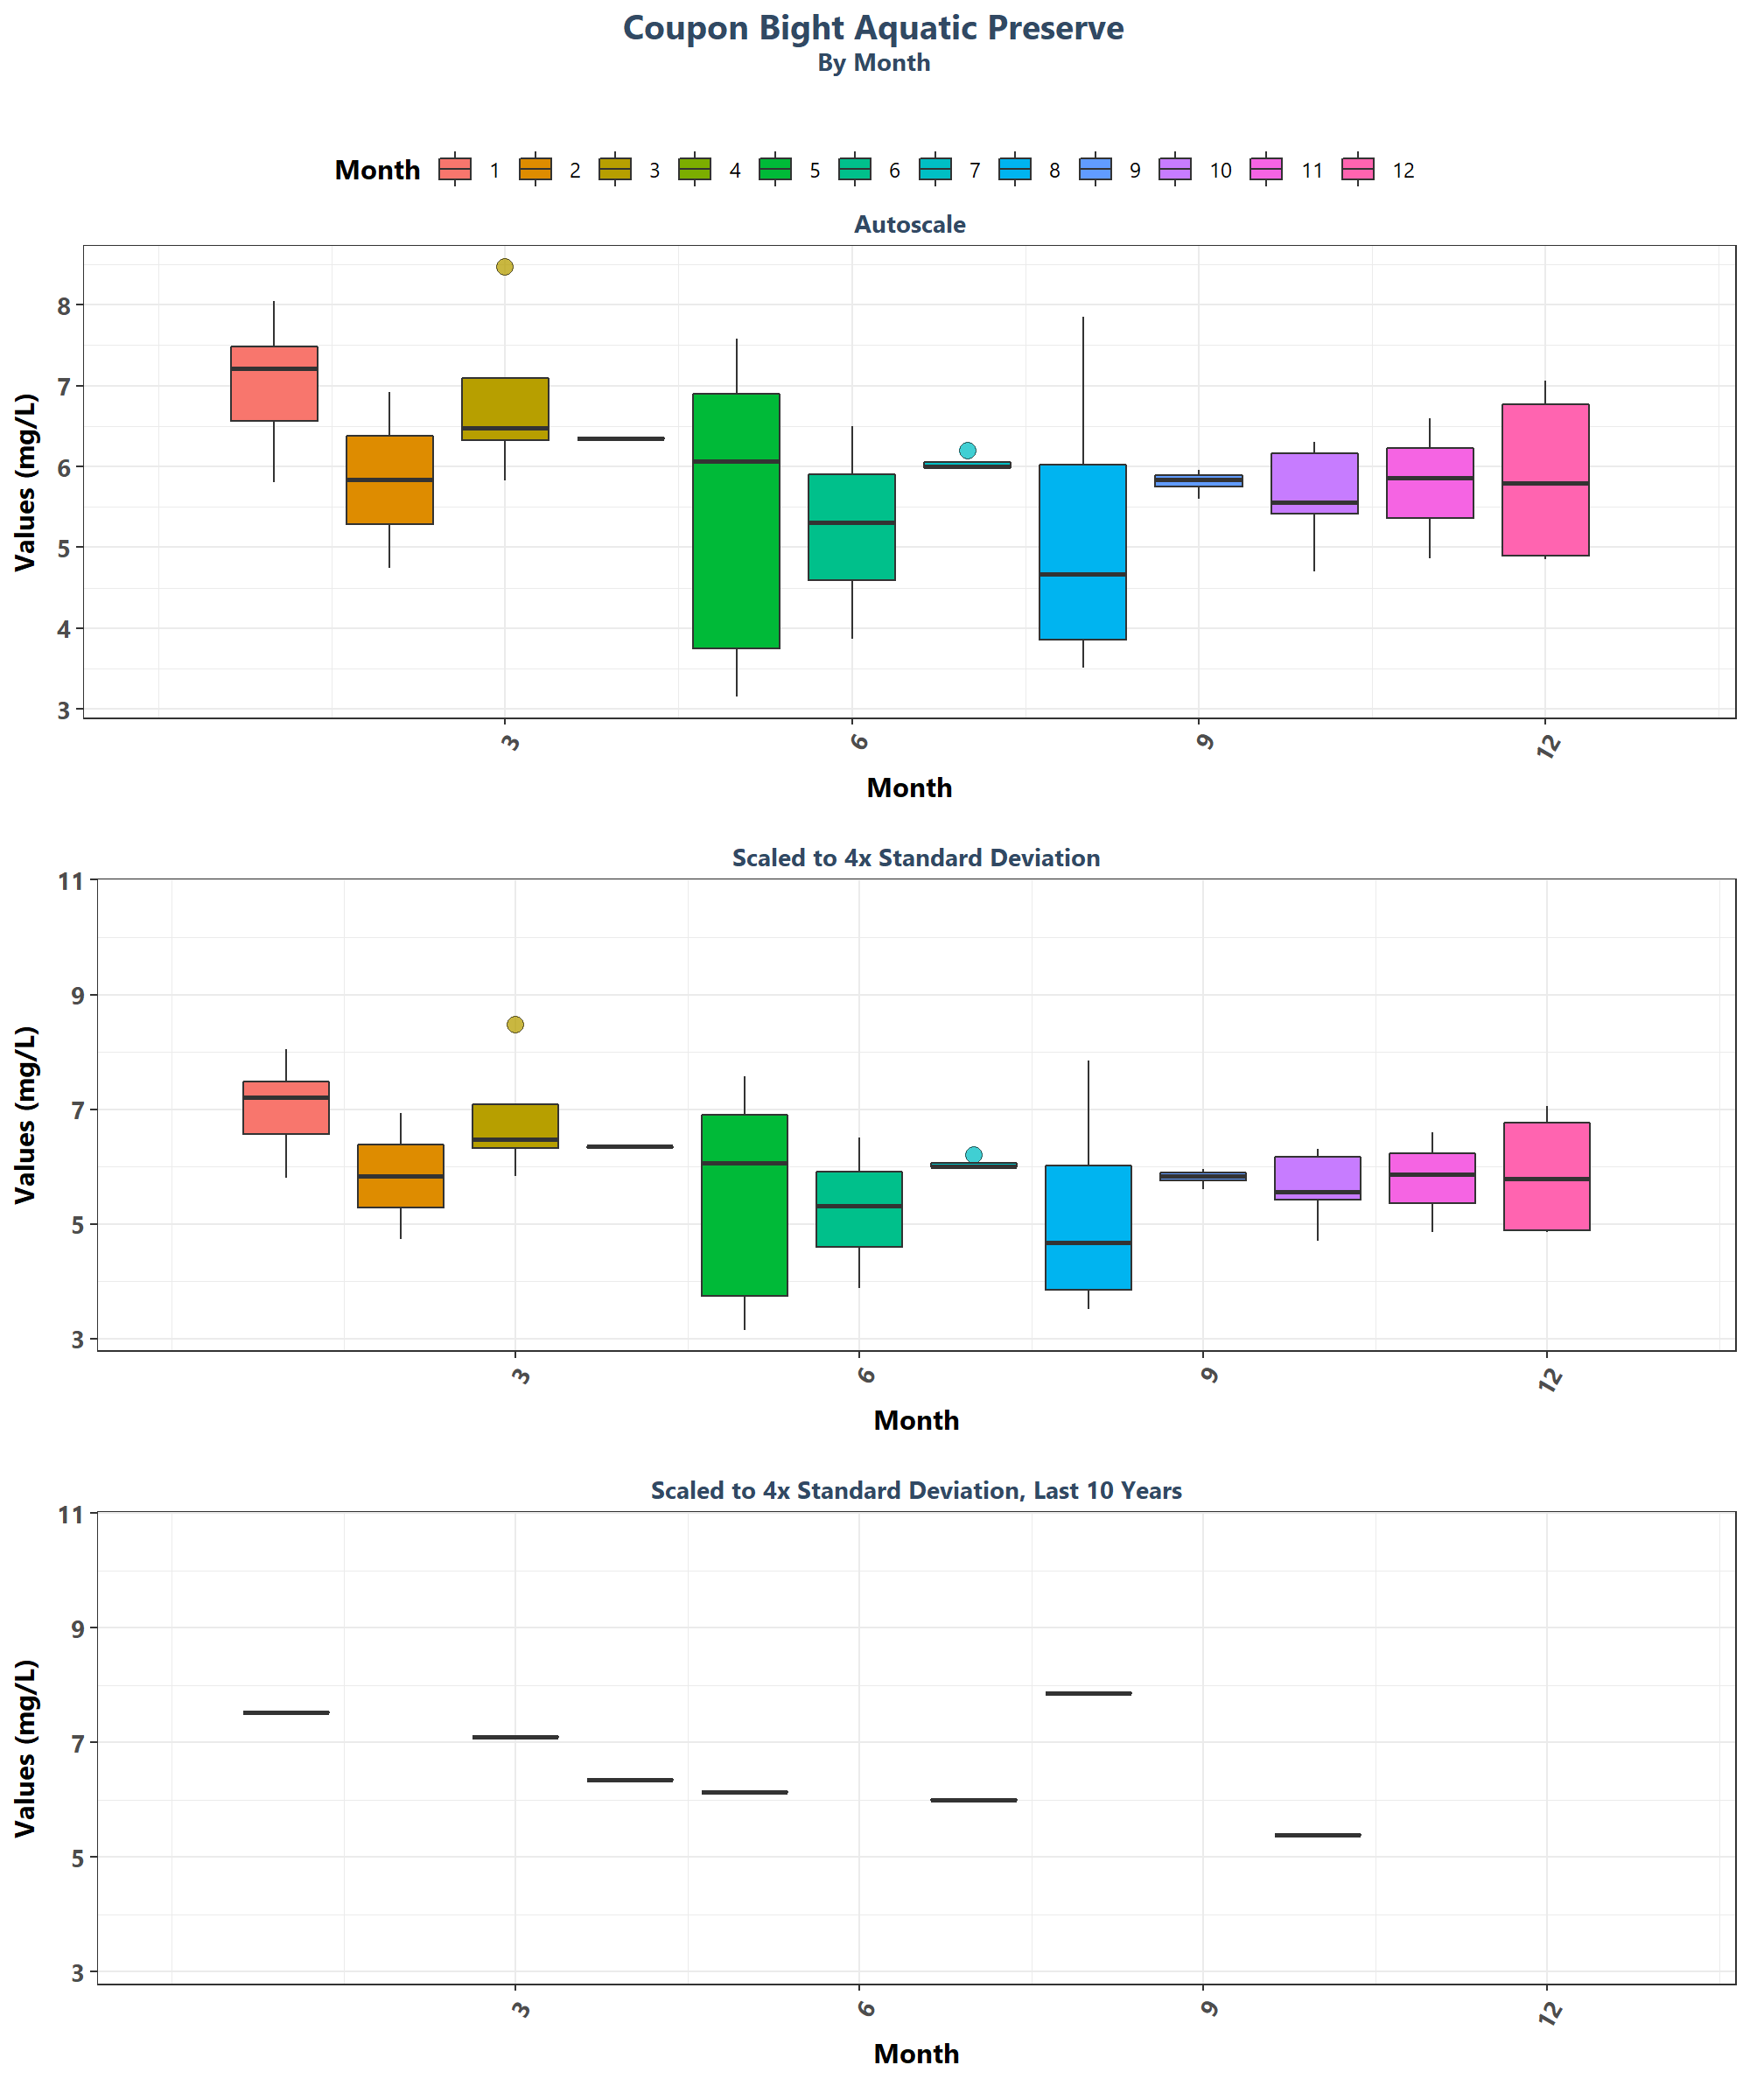 Coupon Bight Aquatic Preserve
By Month
Month 1 2 3 4 5 6 7 8 9 10 11 12
Autoscale
Values (mg/L)
8
7
6
5
4
3
3 6 9 12
Month
Scaled to 4x Standard Deviation
Values (mg/L)
11
9
7
5
3
3 6 9 12
Month
Scaled to 4x Standard Deviation, Last 10 Years
Values (mg/L)
11
9
7
5
3
3 6 9 12
Month